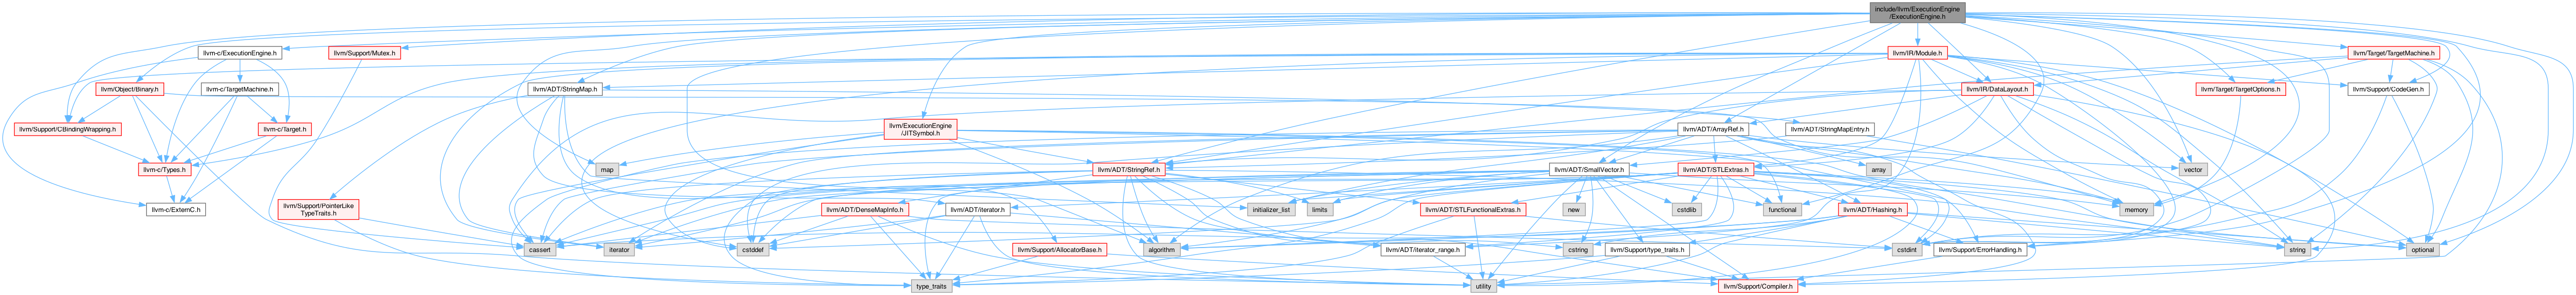 include/llvm/ExecutionEngine
/ExecutionEngine.h
llvm-c/ExecutionEngine.h
llvm/Support/Mutex.h
llvm/IR/Module.h
llvm/Target/TargetMachine.h
llvm/Object/Binary.h
llvm-c/TargetMachine.h
llvm/ADT/StringMap.h
llvm/IR/DataLayout.h
llvm/Target/TargetOptions.h
llvm/Support/CodeGen.h
llvm/Support/CBindingWrapping.h
llvm-c/Target.h
llvm/ExecutionEngine
/JITSymbol.h
llvm/ADT/ArrayRef.h
llvm/ADT/StringMapEntry.h
llvm-c/Types.h
map
llvm/ADT/StringRef.h
llvm/ADT/SmallVector.h
llvm/ADT/STLExtras.h
array
vector
llvm-c/ExternC.h
llvm/Support/PointerLike
TypeTraits.h
llvm/ADT/DenseMapInfo.h
llvm/ADT/iterator.h
initializer_list
limits
llvm/ADT/STLFunctionalExtras.h
new
cstdlib
functional
llvm/ADT/Hashing.h
memory
cassert
iterator
llvm/Support/AllocatorBase.h
cstddef
algorithm
llvm/ADT/iterator_range.h
cstring
llvm/Support/type_traits.h
llvm/Support/ErrorHandling.h
cstdint
string
optional
type_traits
utility
llvm/Support/Compiler.h